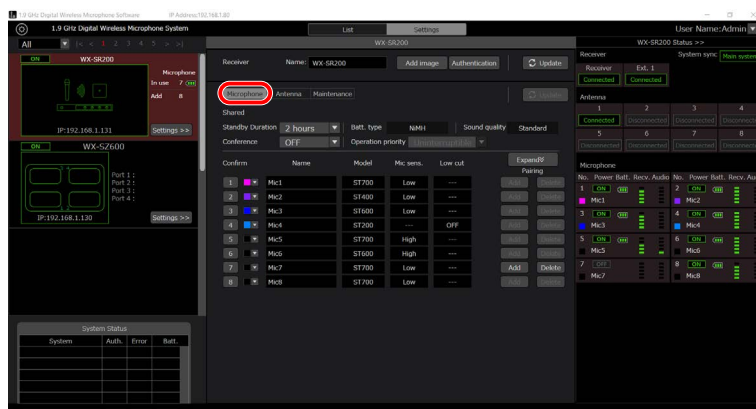 1.9 GHz Digital Wireless Microphone Software IP Address:192.168.1.80
1.9 GHz Digital Wireless Microphone System List Settings User Name:Admin
All |< < 1 2 3 4 5 > >|
ON WX-SR200
Microphone
In use 7
Add 8
IP:192.168.1.131 Settings >>
ON WX-SZ600
Port 1 :
Port 2 :
Port 3 :
Port 4 :
IP:192.168.1.130 Settings >>
System Status
System Auth. Error Batt.
WX-SR200
Receiver Name: WX-SR200 Add image Authentication Update
Microphone Antenna Maintenance Update
Shared
Standby Duration 2 hours Batt. type NiMH Sound quality Standard
Conference OFF Operation priority
Confirm Name Model Mic sens. Low cut Expand
Pairing
1 Mic1 ST700 Low --- Add Delete
2 Mic2 ST400 Low --- Add Delete
3 Mic3 ST600 Low --- Add Delete
4 Mic4 ST200 --- OFF Add Delete
5 Mic5 ST700 High --- Add Delete
6 Mic6 ST600 High --- Add Delete
7 Mic7 ST700 Low --- Add Delete
8 Mic8 ST700 Low --- Add Delete
WX-SR200 Status >>
Receiver System sync Main system
Receiver Ext. 1
Connected Connected
Antenna
1 2 3 4
Connected Disconnected Disconnected Disconnected
5 6 7 8
Disconnected Disconnected Disconnected Disconnected
Microphone
No. Power Batt. Recv. Audio No. Power Batt. Recv. Au
1 ON 2 ON
Mic1 Mic2
3 ON 4 ON
Mic3 Mic4
5 ON 6 ON
Mic5 Mic6
7 OFF 8 ON
Mic7 Mic8